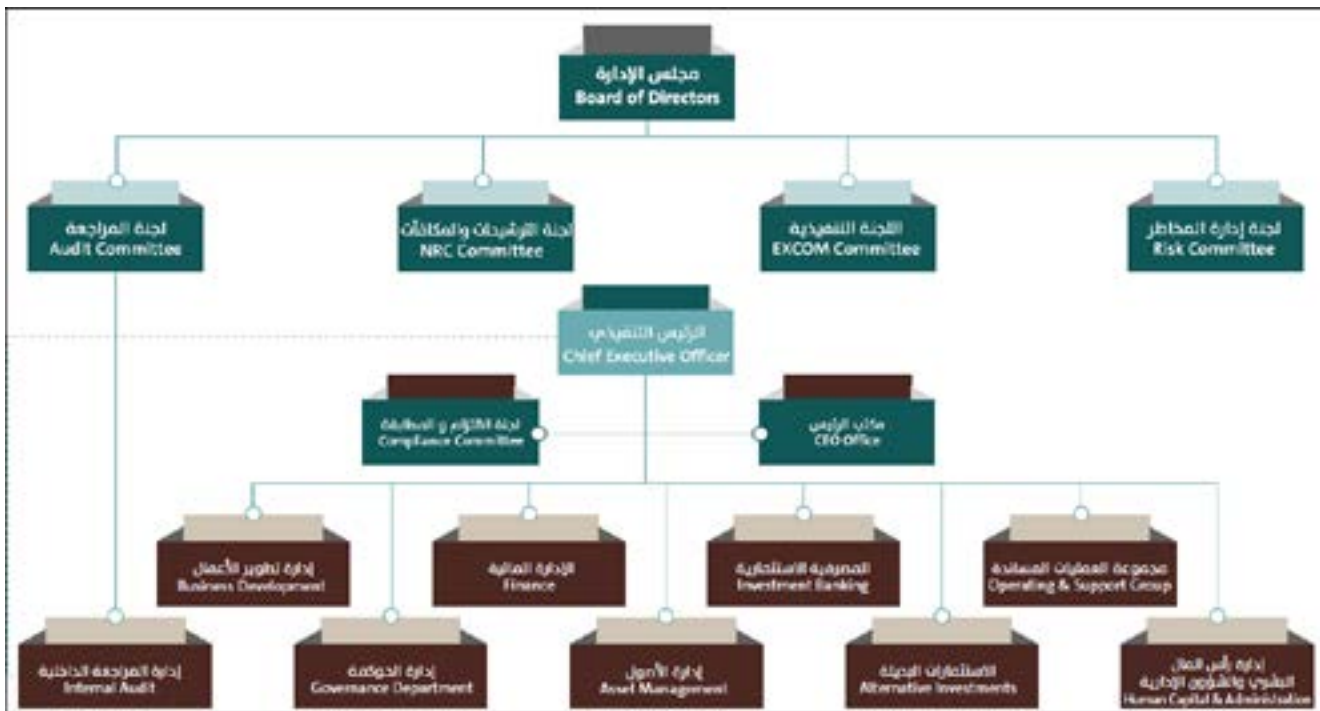 مجلس الإدارة
Board of Directors
لجنة المراجعة
Audit Committee
لجنة الترشيحات والمكافآت
NRC Committee
اللجنة التنفيذية
EXCOM Committee
لجنة إدارة المخاطر
Risk Committee
الرئيس التنفيذي
Chief Executive Officer
لجنة الالتزام و المطابقة
Compliance Committee
مكتب الرئيس
CEO Office
إدارة تطوير الأعمال
Business Development
الإدارة المالية
Finance
المصرفية الاستثمارية
Investment Banking
مجموعة العمليات المساندة
Operating & Support Group
إدارة المراجعة الداخلية
Internal Audit
إدارة الحوكمة
Governance Department
إدارة الأصول
Asset Management
الاستثمارات البديلة
Alternative Investments
إدارة رأس المال
البشري والشؤون الإدارية
Human Capital & Administration